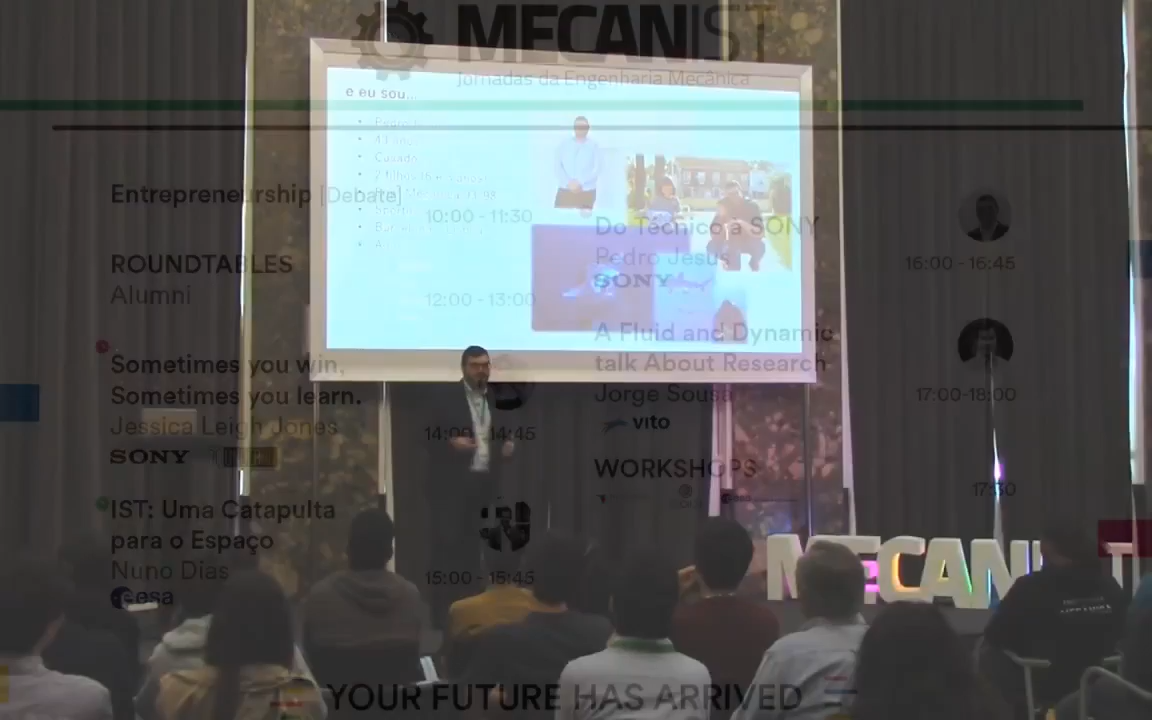 MECANIST
Jornadas da Engenharia Mecânica
e eu sou...
Casado
Entrepreneurship [Debate]
10:00 - 11:30
ROUNDTABLES
Alumni
12:00 - 13:00
Sometimes you win,
Sometimes you learn.
Jessica Leigh Jones
SONY
14:00 - 14:45
IST: Uma Catapulta
para o Espaço
Nuno Dias
esa
15:00 - 15:45
Do Técnico à SONY
Pedro Jesus
SONY
16:00 - 16:45
A Fluid and Dynamic
talk About Research
Jorge Sousa
vito
17:00-18:00
WORKSHOPS
17:30
MECANIST
YOUR FUTURE HAS ARRIVED